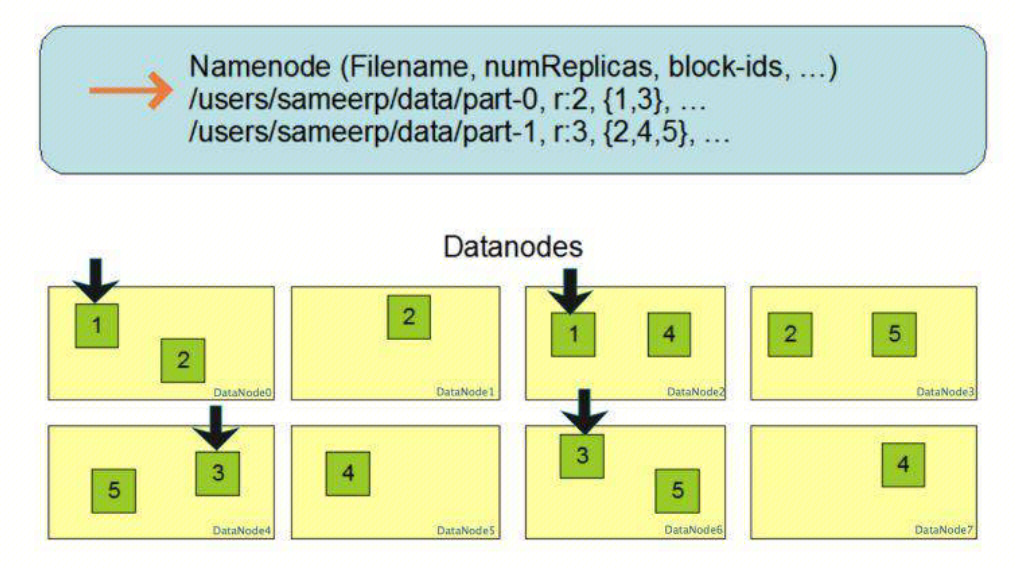 Namenode (Filename, numReplicas, block-ids, …)
/users/sameerp/data/part-0, r:2, {1,3}, …
/users/sameerp/data/part-1, r:3, {2,4,5}, …
Datanodes
1
2
DataNode0
2
DataNode1
1
4
DataNode2
2
5
DataNode3
5
3
DataNode4
4
DataNode5
3
5
DataNode6
4
DataNode7